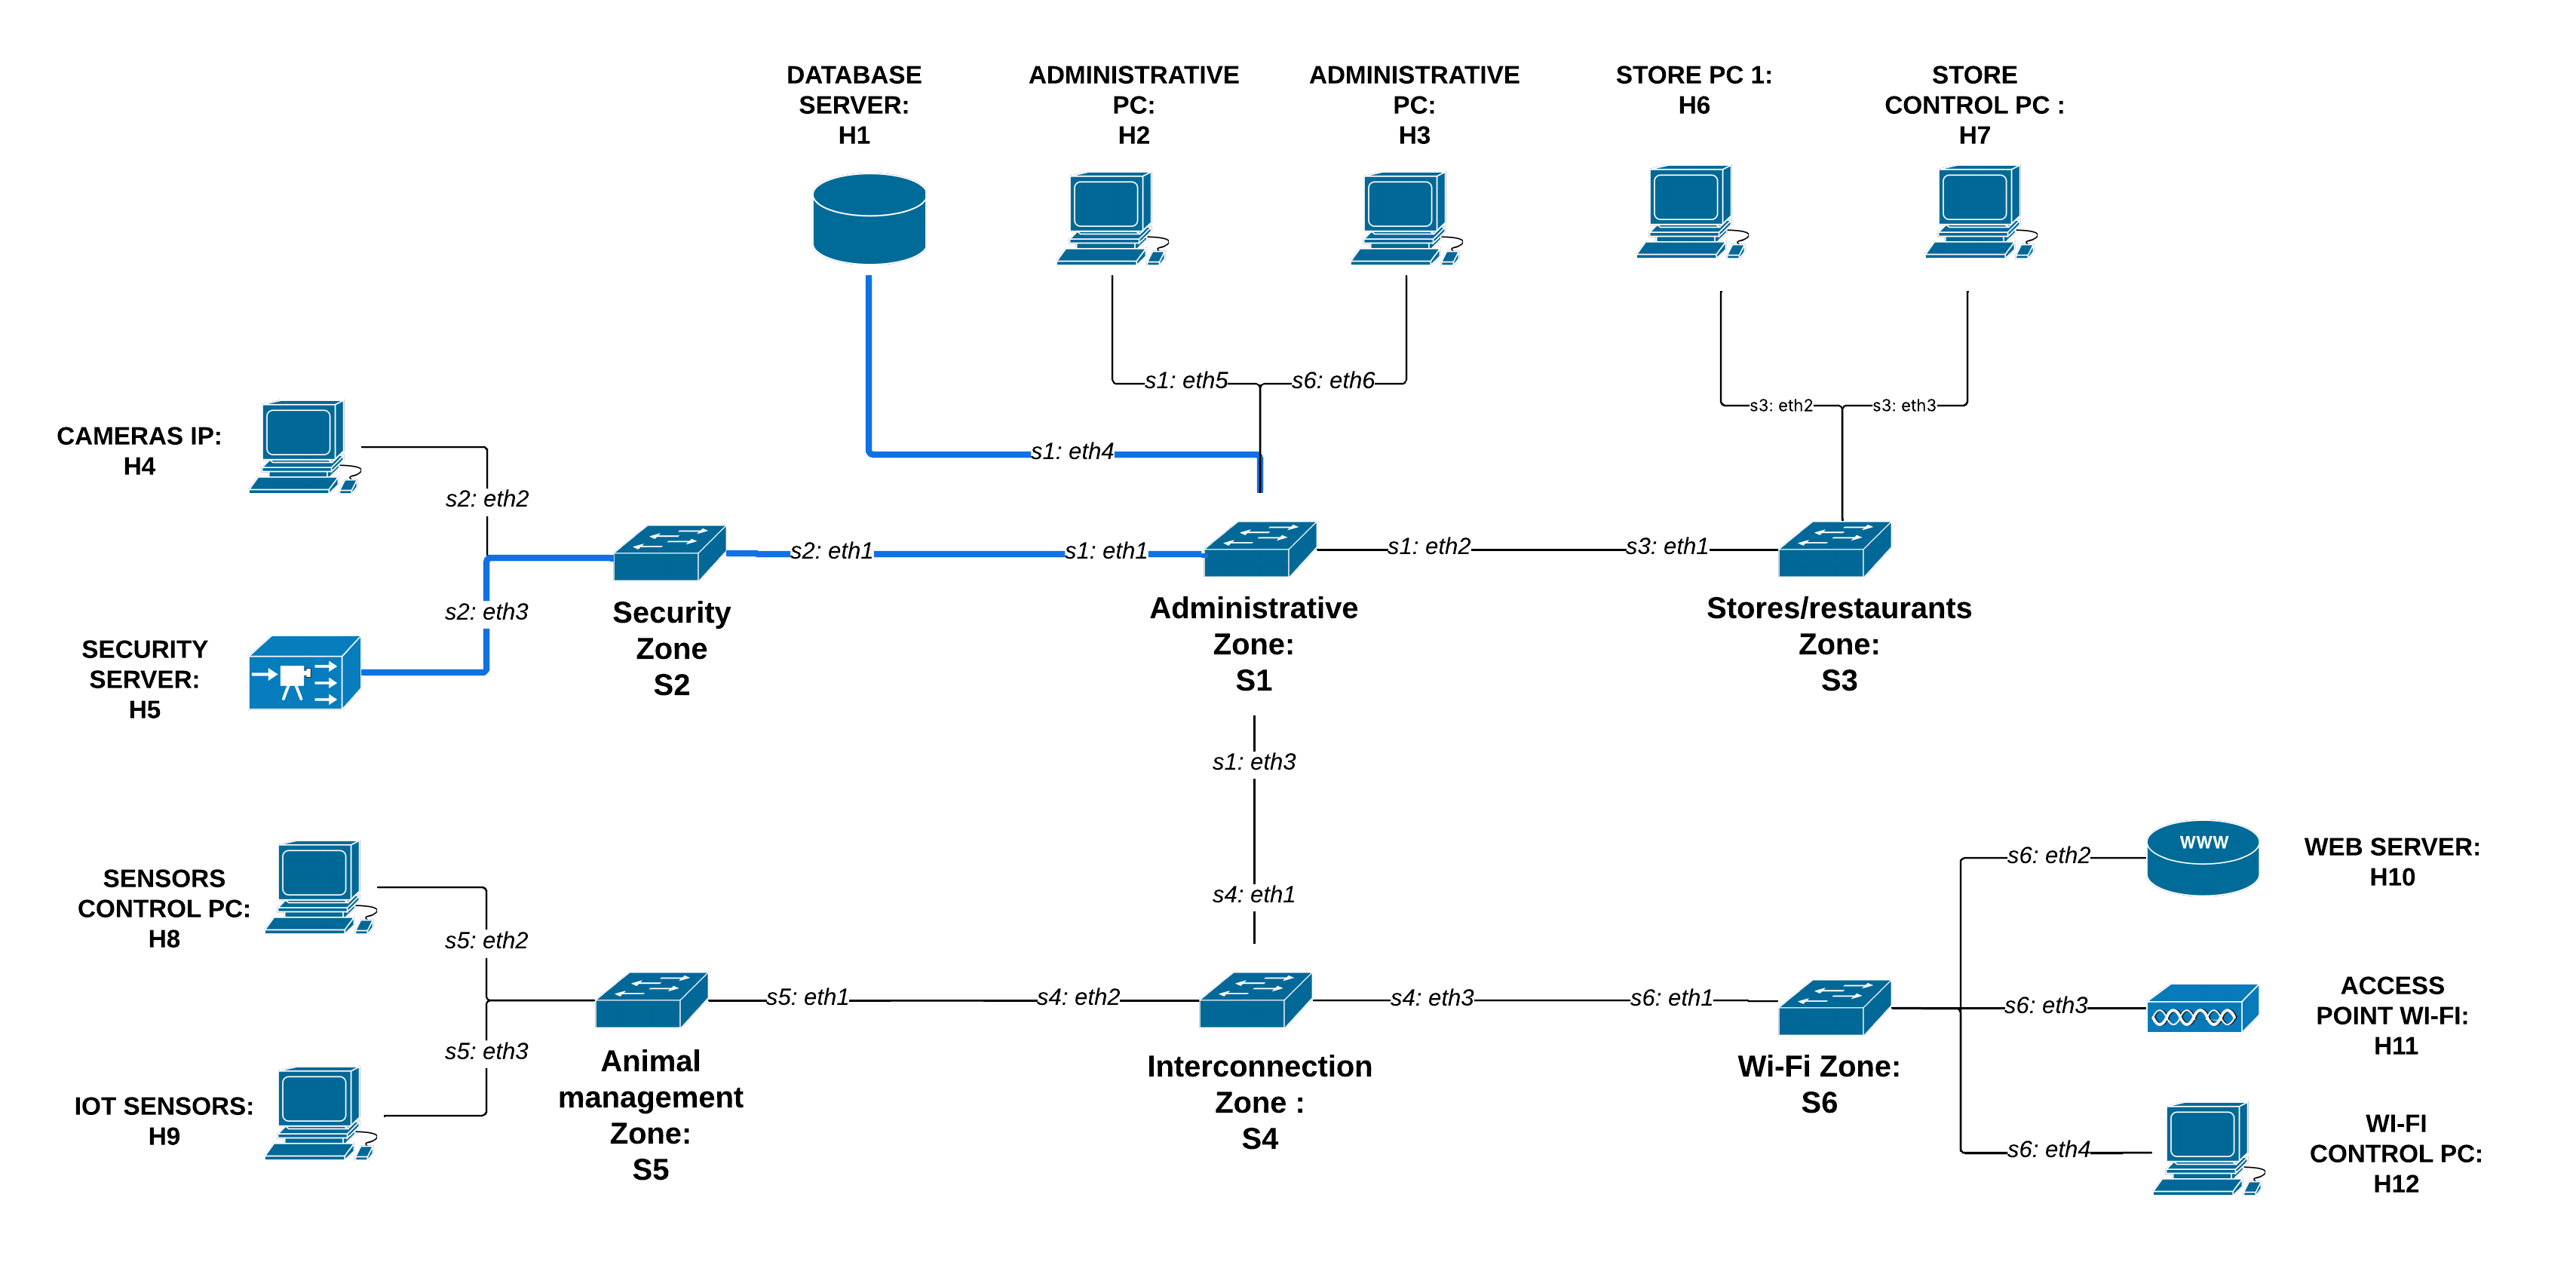 DATABASE
SERVER:
H1
ADMINISTRATIVE
PC:
H2
ADMINISTRATIVE
PC:
H3
STORE PC 1:
H6
STORE
CONTROL PC :
H7
s1: eth5
s6: eth6
s3: eth2
s3: eth3
s1: eth4
CAMERAS IP:
H4
s2: eth2
s2: eth1
s1: eth1
s1: eth2
s3: eth1
s2: eth3
SECURITY
SERVER:
H5
Security
Zone
S2
Administrative
Zone:
S1
Stores/restaurants
Zone:
S3
s1: eth3
s4: eth1
SENSORS
CONTROL PC:
H8
s5: eth2
s5: eth1
s4: eth2
s4: eth3
s6: eth1
s5: eth3
IOT SENSORS:
H9
Animal
management
Zone:
S5
Interconnection
Zone :
S4
Wi-Fi Zone:
S6
s6: eth2
WWW
WEB SERVER:
H10
s6: eth3
ACCESS
POINT WI-FI:
H11
s6: eth4
WI-FI
CONTROL PC:
H12